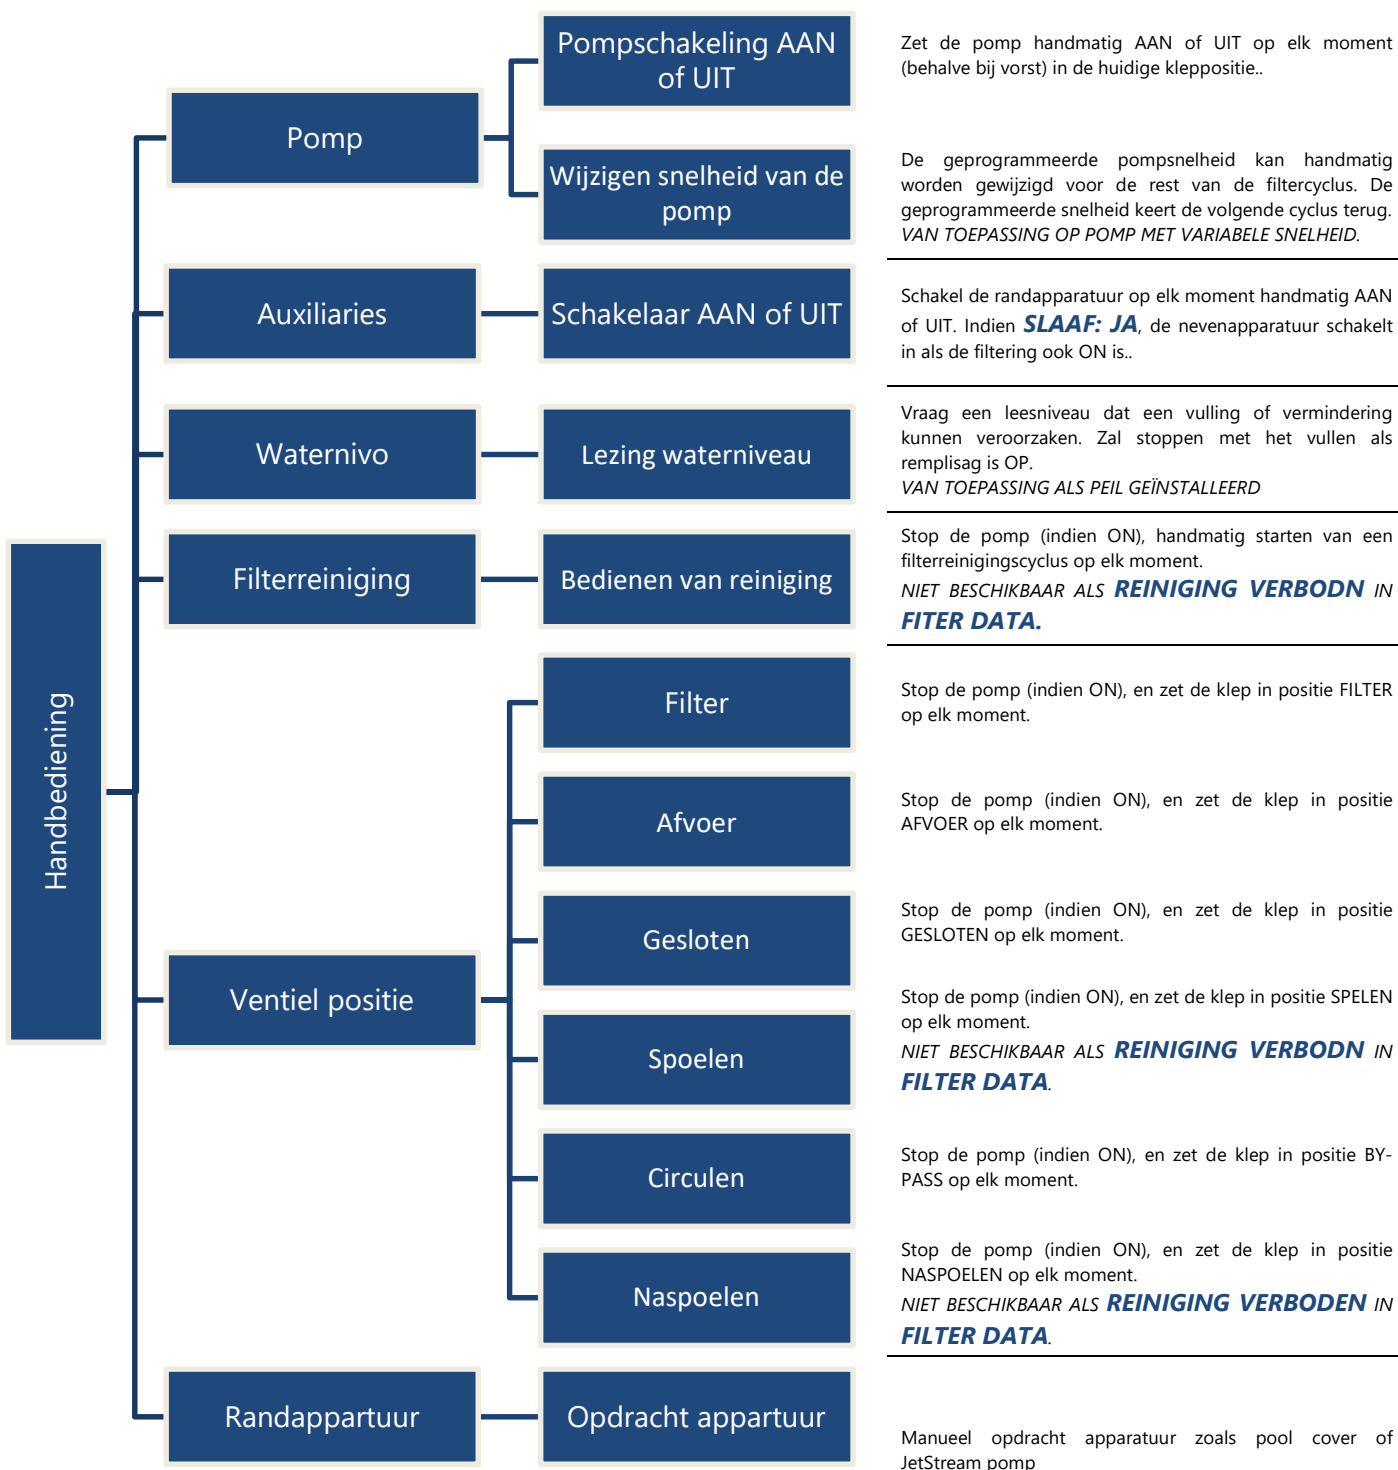 Handbediening
Pomp
Pompschakeling AAN
of UIT
Zet de pomp handmatig AAN of UIT op elk moment
(behalve bij vorst) in de huidige kleppositie..
Wijzigen snelheid van de
pomp
De geprogrammeerde pompsnelheid kan handmatig
worden gewijzigd voor de rest van de filtercyclus. De
geprogrammeerde snelheid keert de volgende cyclus terug.
VAN TOEPASSING OP POMP MET VARIABELE SNELHEID.
Auxiliaries
Schakelaar AAN of UIT
Schakel de randapparatuur op elk moment handmatig AAN
of UIT. Indien SLAAF: JA, de nevenapparatuur schakelt
in als de filtering ook ON is..
Waternivo
Lezing waterniveau
Vraag een leesniveau dat een vulling of vermindering
kunnen veroorzaken. Zal stoppen met het vullen als
remplisag is OP.
VAN TOEPASSING ALS PEIL GEÏNSTALLEERD
Filterreiniging
Bedienen van reiniging
Stop de pomp (indien ON), handmatig starten van een
filterreinigingscyclus op elk moment.
NIET BESCHIKBAAR ALS REINIGING VERBODN IN
FITER DATA.
Ventiel positie
Filter
Stop de pomp (indien ON), en zet de klep in positie FILTER
op elk moment.
Afvoer
Stop de pomp (indien ON), en zet de klep in positie
AFVOER op elk moment.
Gesloten
Stop de pomp (indien ON), en zet de klep in positie
GESLOTEN op elk moment.
Spoelen
Stop de pomp (indien ON), en zet de klep in positie SPELEN
op elk moment.
NIET BESCHIKBAAR ALS REINIGING VERBODN IN
FILTER DATA.
Circulen
Stop de pomp (indien ON), en zet de klep in positie BY-
PASS op elk moment.
Naspoelen
Stop de pomp (indien ON), en zet de klep in positie
NASPOELEN op elk moment.
NIET BESCHIKBAAR ALS REINIGING VERBODEN IN
FILTER DATA.
Randappartuur
Opdracht appartuur
Manueel opdracht apparatuur zoals pool cover of
JetStream pomp